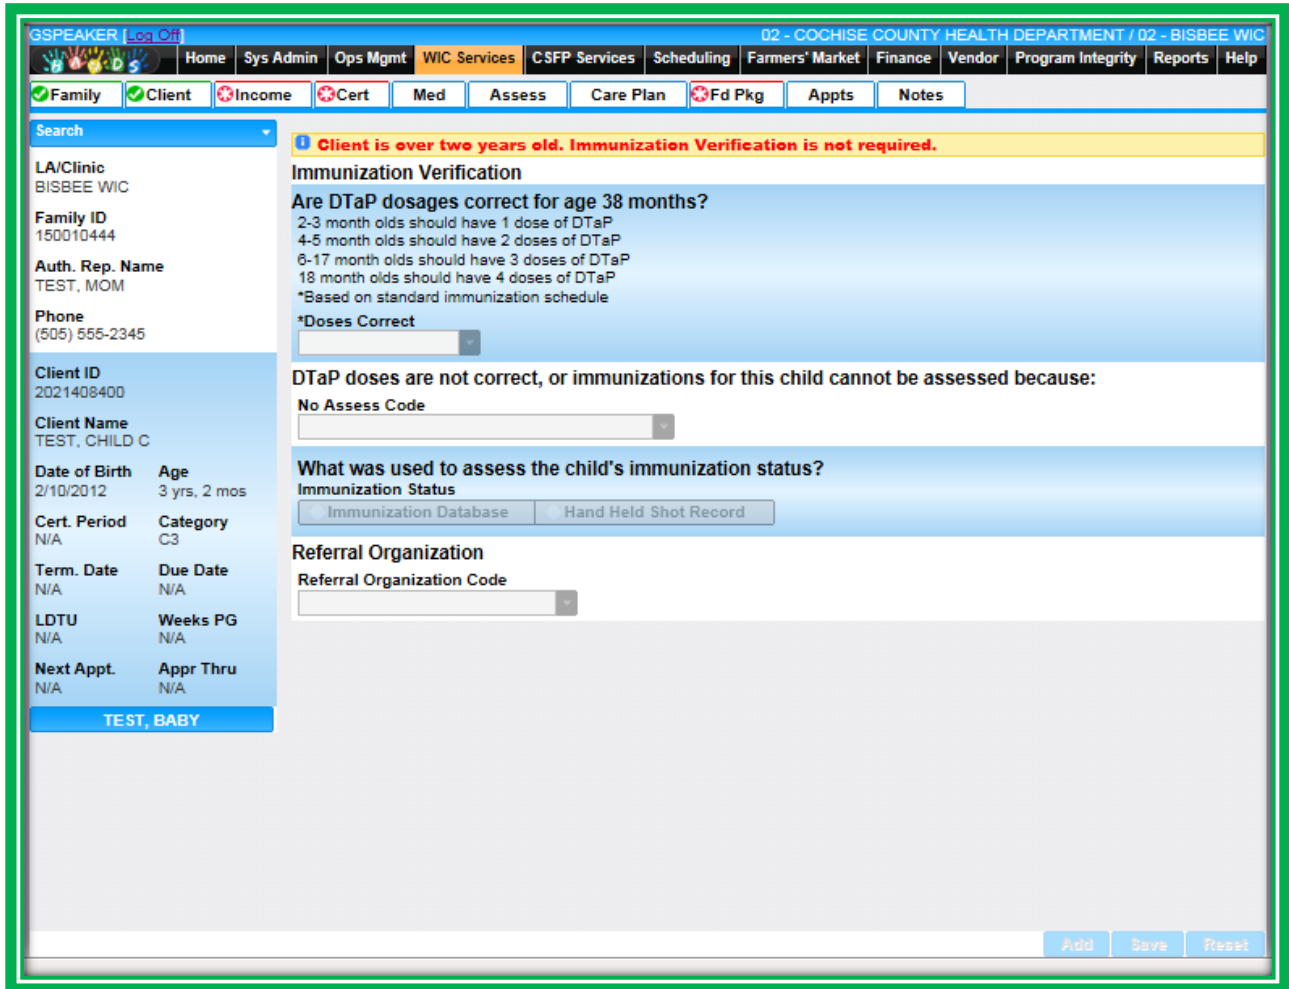 GSPEAKER [Log Off] 02 - COCHISE COUNTY HEALTH DEPARTMENT / 02 - BISBEE WIC
HANDS Home Sys Admin Ops Mgmt WIC Services CSFP Services Scheduling Farmers' Market Finance Vendor Program Integrity Reports Help
Family Client Income Cert Med Assess Care Plan Fd Pkg Appts Notes
Search
LA/Clinic
BISBEE WIC
Family ID
150010444
Auth. Rep. Name
TEST, MOM
Phone
(505) 555-2345
Client ID
2021408400
Client Name
TEST, CHILD C
Date of Birth Age
2/10/2012 3 yrs, 2 mos
Cert. Period Category
N/A C3
Term. Date Due Date
N/A N/A
LDTU Weeks PG
N/A N/A
Next Appt. Appr Thru
N/A N/A
TEST, BABY
Client is over two years old. Immunization Verification is not required.
Immunization Verification
Are DTaP dosages correct for age 38 months?
2-3 month olds should have 1 dose of DTaP
4-5 month olds should have 2 doses of DTaP
6-17 month olds should have 3 doses of DTaP
18 month olds should have 4 doses of DTaP
*Based on standard immunization schedule
*Doses Correct
DTaP doses are not correct, or immunizations for this child cannot be assessed because:
No Assess Code
What was used to assess the child's immunization status?
Immunization Status
Immunization Database Hand Held Shot Record
Referral Organization
Referral Organization Code
Add Save Reset